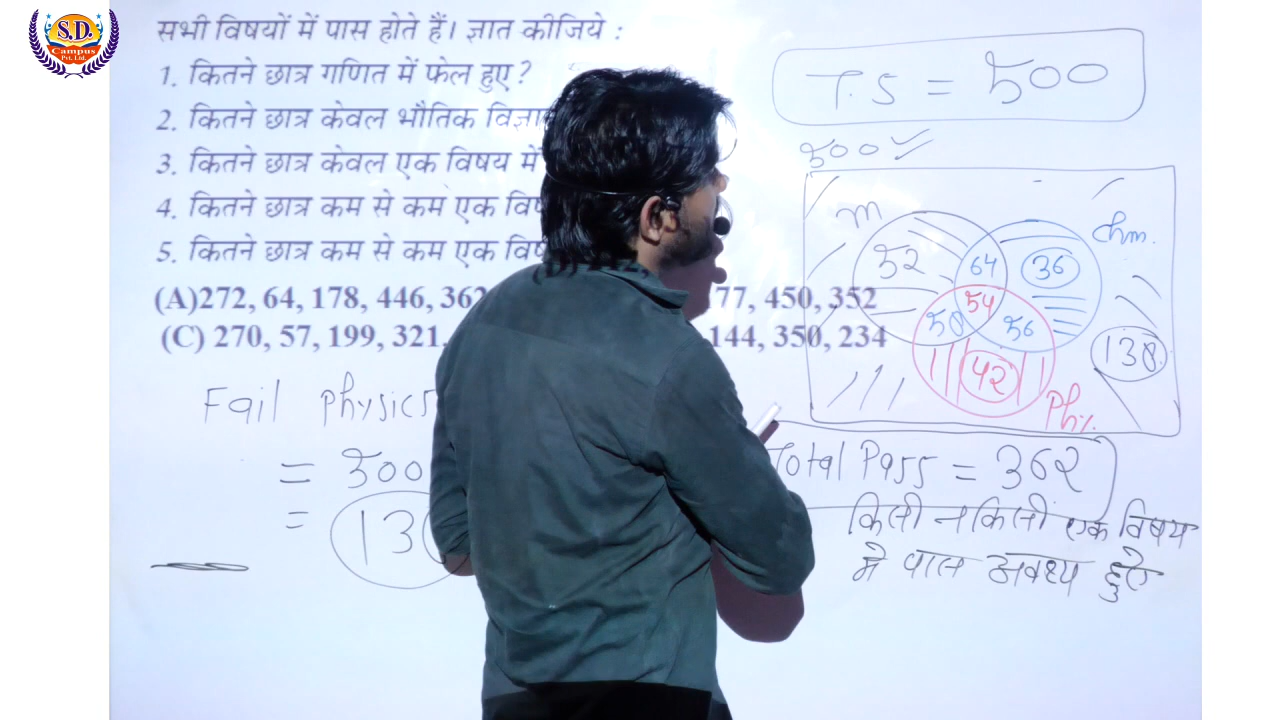 S.D.
Campus
Pvt. Ltd.
सभी विषयों में पास होते हैं। ज्ञात कीजिये :
1. कितने छात्र गणित में फेल हुए?
2. कितने छात्र केवल भौतिक
3. कितने छात्र केवल एक विषय में
4. कितने छात्र कम से कम एक
5. कितने छात्र कम से कम एक
(A)272, 64, 178, 446, 362
77, 450, 352
(C) 270, 57, 199, 321,
144, 350, 234
T.S = 500
500
m
Chm.
32
64
36
54
50
56
42
138
Phy.
Fail physics
= 500
=
Total Pass = 362
किसी न किसी एक विषय
मे पास अवश्य हुए